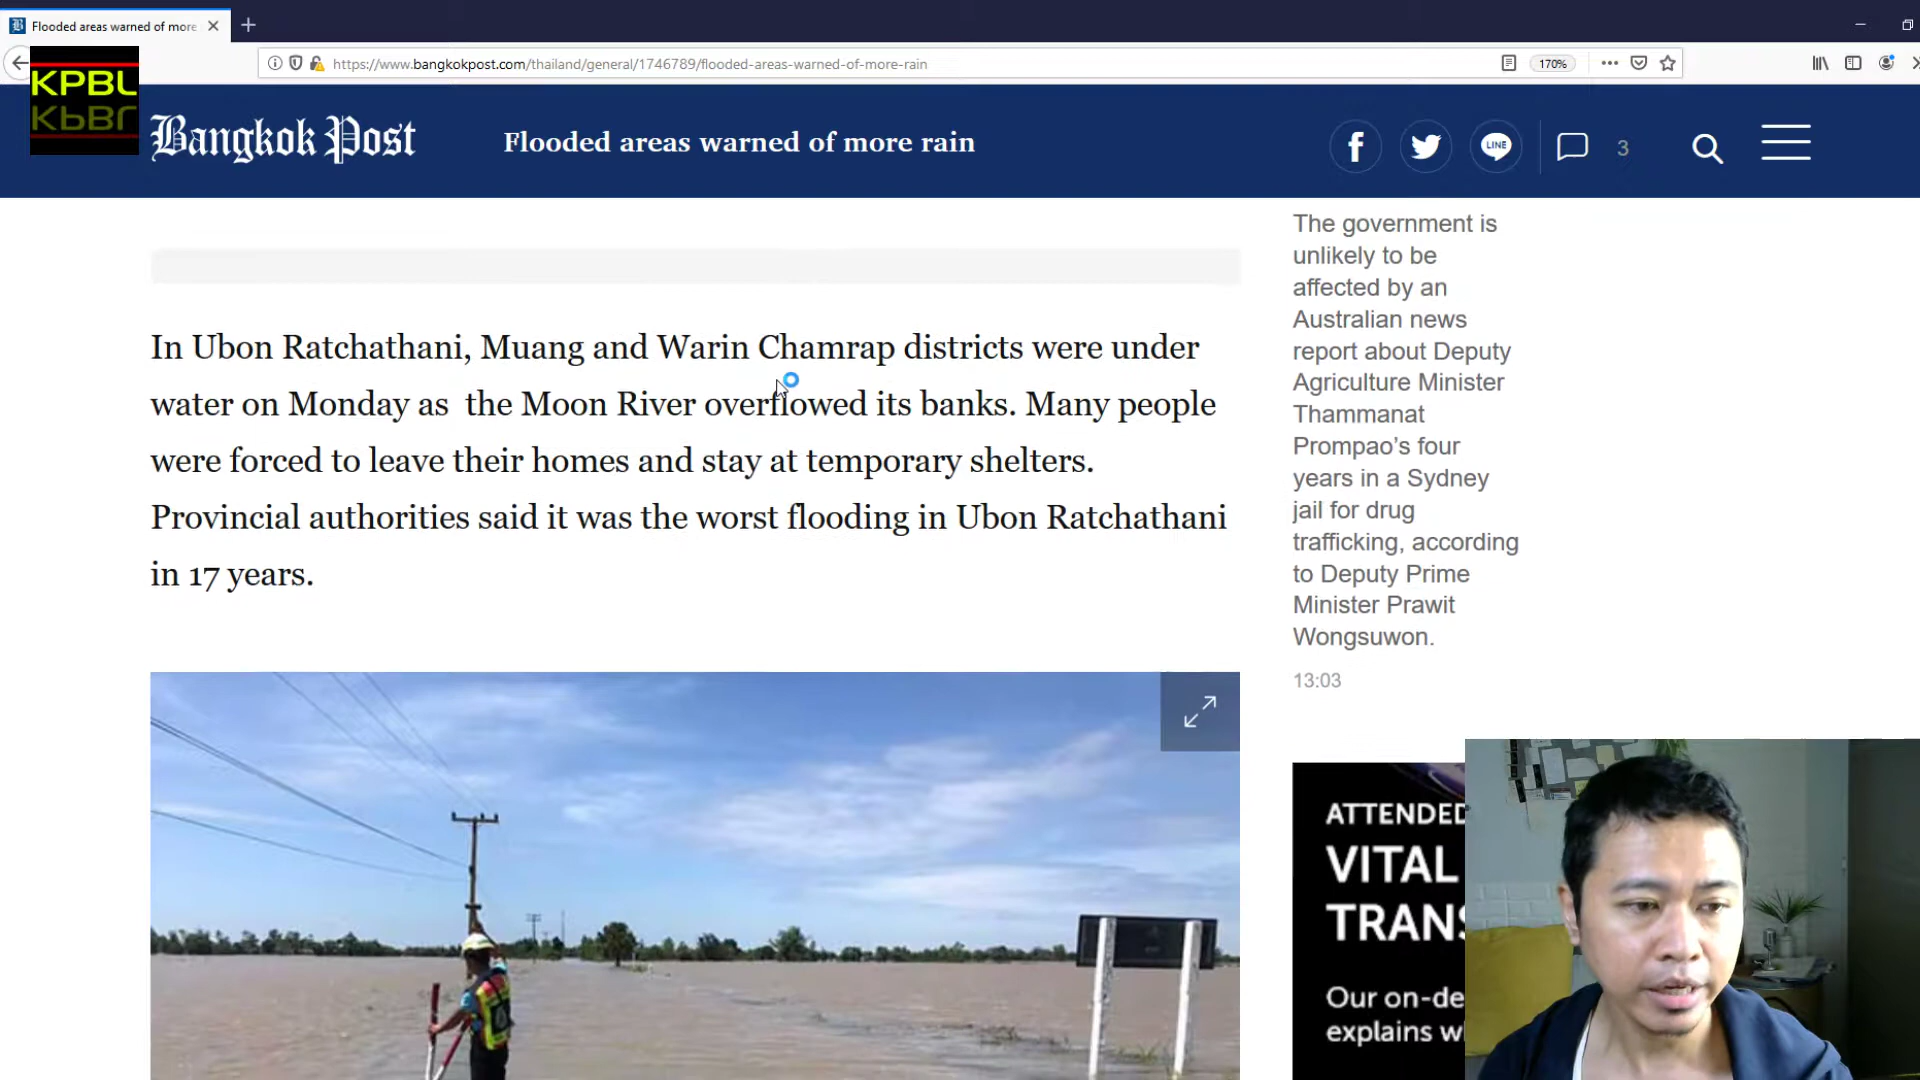 Flooded areas warned of more
KPBL
https://www.bangkokpost.com/thailand/general/1746789/flooded-areas-warned-of-more-rain
170%
Bangkok Post
Flooded areas warned of more rain
LINE
3
In Ubon Ratchathani, Muang and Warin Chamrap districts were under
water on Monday as the Moon River overflowed its banks. Many people
were forced to leave their homes and stay at temporary shelters.
Provincial authorities said it was the worst flooding in Ubon Ratchathani
in 17 years.
The government is
unlikely to be
affected by an
Australian news
report about Deputy
Agriculture Minister
Thammanat
Prompao's four
years in a Sydney
jail for drug
trafficking, according
to Deputy Prime
Minister Prawit
Wongsuwon.
13:03
ATTENDED
VITAL
TRANS
Our on-de
explains w